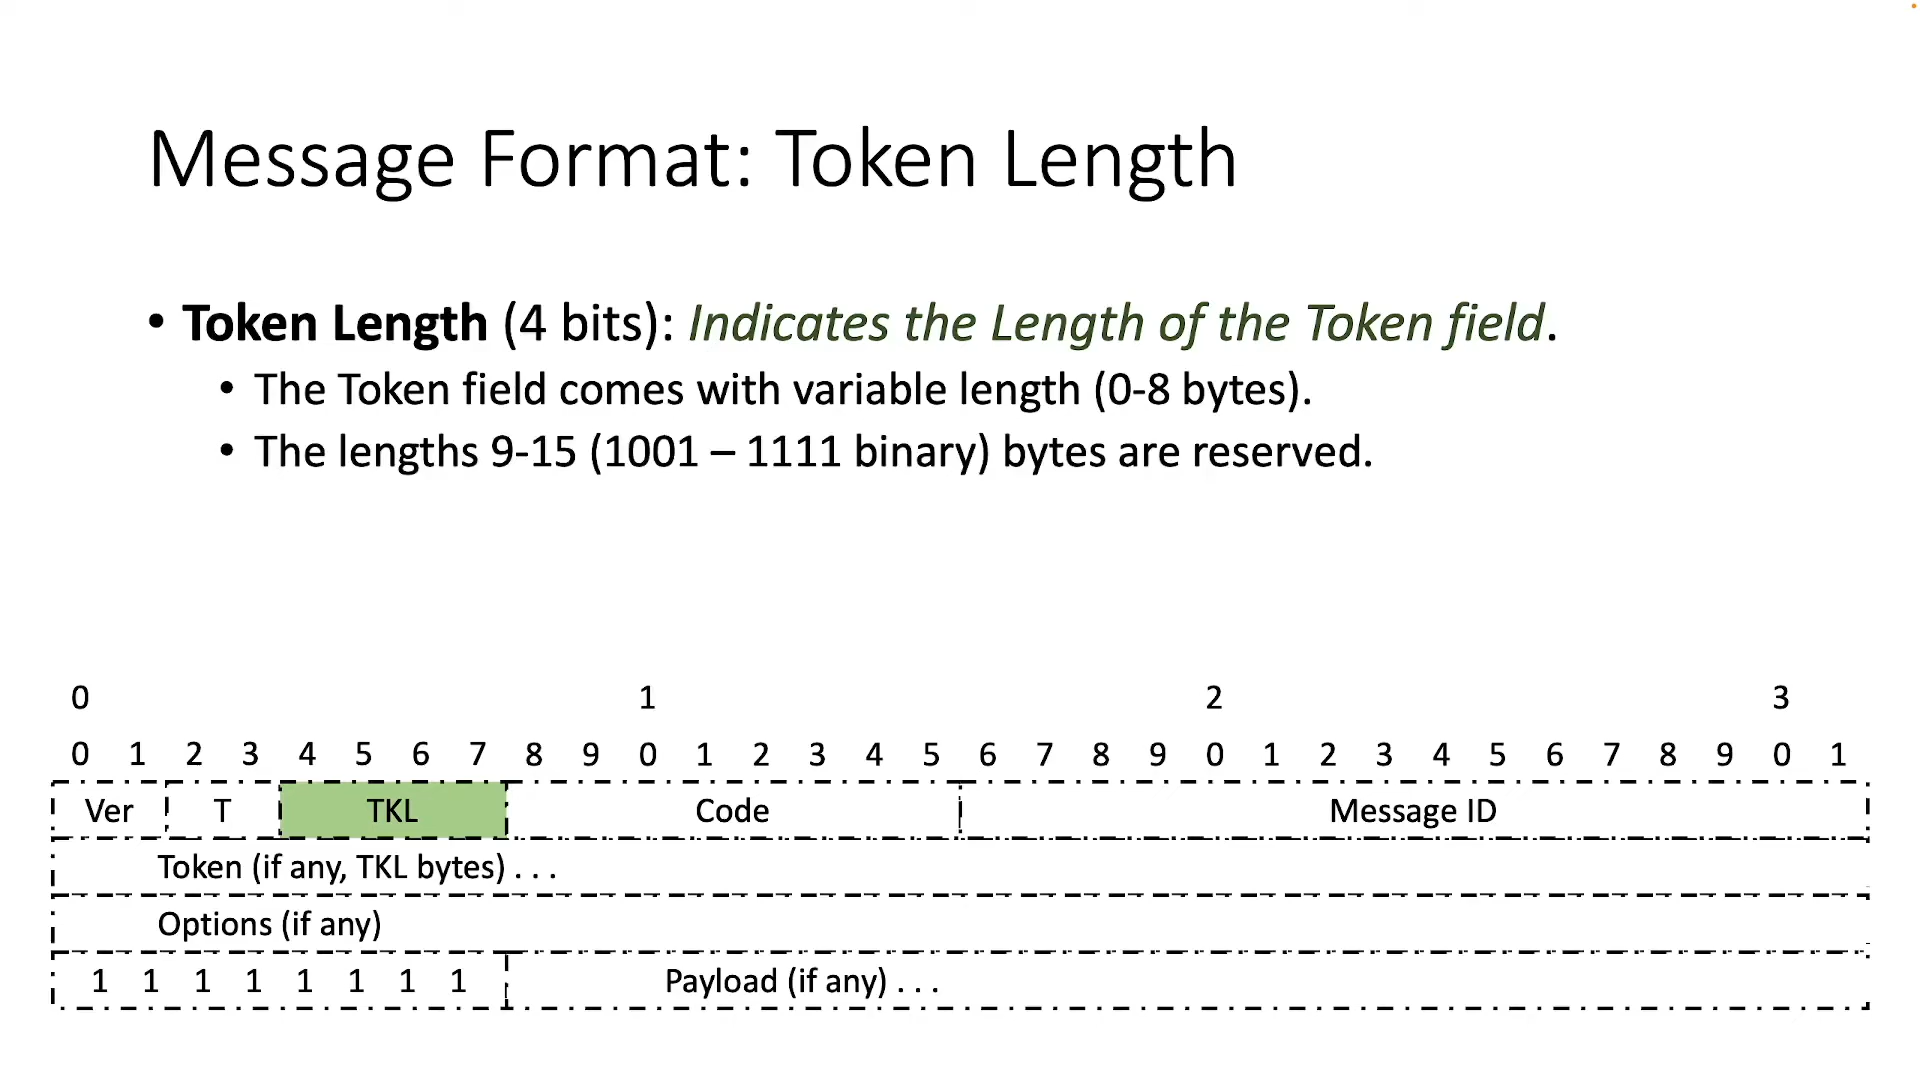 Message Format: Token Length
• Token Length (4 bits): Indicates the Length of the Token field.
• The Token field comes with variable length (0-8 bytes).
• The lengths 9-15 (1001 – 1111 binary) bytes are reserved.
0 1 2 3
0 1 2 3 4 5 6 7 8 9 0 1 2 3 4 5 6 7 8 9 0 1 2 3 4 5 6 7 8 9 0 1
Ver T TKL Code Message ID
Token (if any, TKL bytes) . . .
Options (if any)
1 1 1 1 1 1 1 1 Payload (if any) . . .